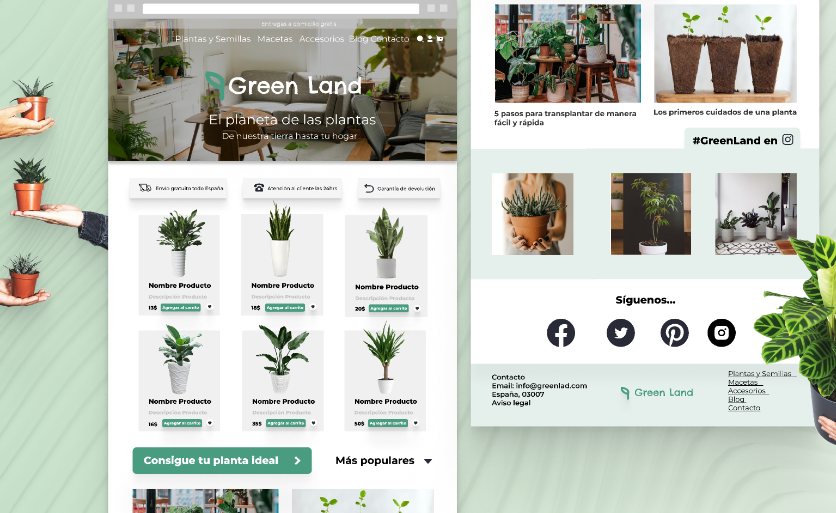 Entregas a domicilio gratis
Plantas y Semillas Macetas Accesorios Blog Contacto
Green Land
El planeta de las plantas
De nuestra tierra hasta tu hogar
Envio gratuito todo España
Atención al cliente las 24hrs
Garantía de devolución
Nombre Producto
Descripción Producto
13$ Agregar al carrito
Nombre Producto
Descripción Producto
18$ Agregar al carrito
Nombre Producto
Descripción Producto
20$ Agregar al carrito
Nombre Producto
Descripción Producto
16$ Agregar al carrito
Nombre Producto
Descripción Producto
35$ Agregar al carrito
Nombre Producto
Descripción Producto
50$ Agregar al carrito
Consigue tu planta ideal
Más populares
5 pasos para transplantar de manera
fácil y rápida
Los primeros cuidados de una planta
#GreenLand en
Síguenos...
Contacto
Email: info@greenlad.com
España, 03007
Aviso legal
Green Land
Plantas y Semillas
Macetas
Accesorios
Blog
Contacto